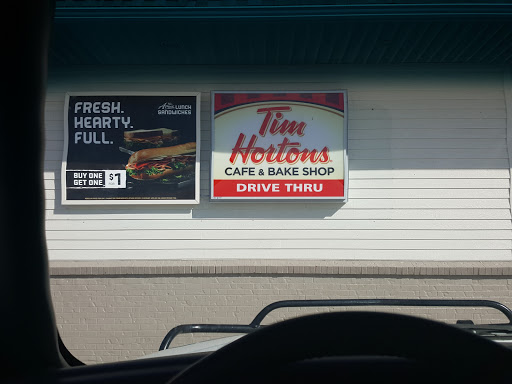 FRESH.
HEARTY.
FULL.
LUNCH
SANDWICHES
BUY ONE
GET ONE
$1
Tim
Hortons
CAFE & BAKE SHOP
DRIVE THRU